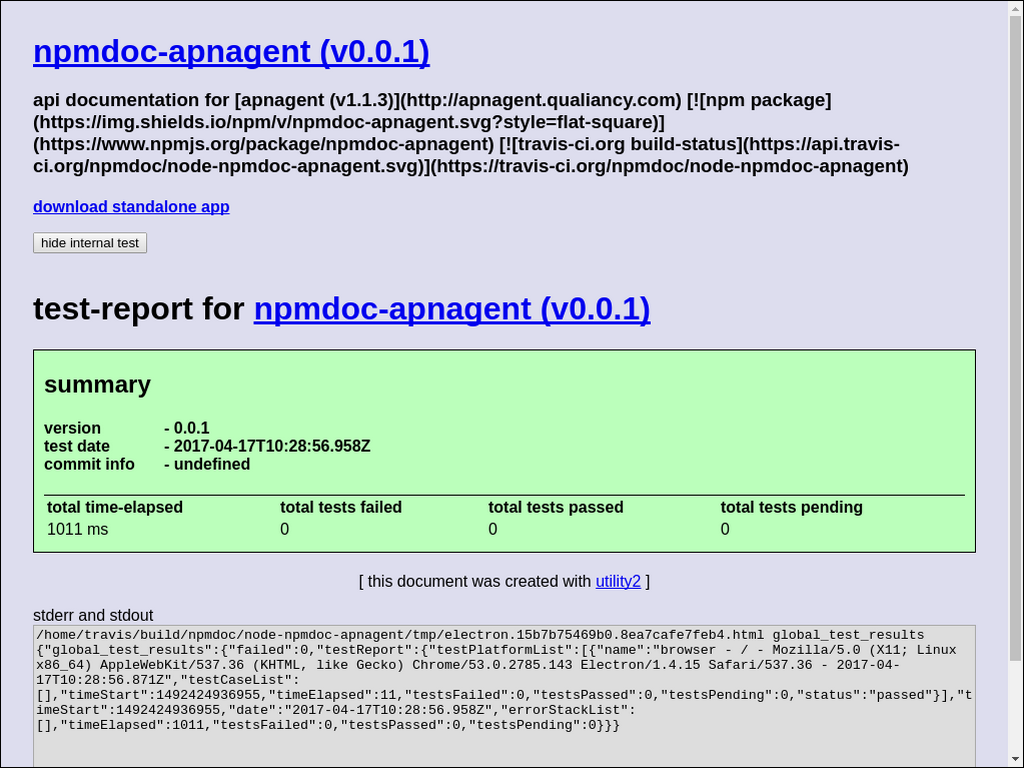 npmdoc-apnagent (v0.0.1)
api documentation for [apnagent (v1.1.3)](http://apnagent.qualiancy.com) [![npm package]
(https://img.shields.io/npm/v/npmdoc-apnagent.svg?style=flat-square)]
(https://www.npmjs.org/package/npmdoc-apnagent) [![travis-ci.org build-status](https://api.travis-
ci.org/npmdoc/node-npmdoc-apnagent.svg)](https://travis-ci.org/npmdoc/node-npmdoc-apnagent)
download standalone app
hide internal test
test-report for npmdoc-apnagent (v0.0.1)
summary
version - 0.0.1
test date - 2017-04-17T10:28:56.958Z
commit info - undefined
total time-elapsed total tests failed total tests passed total tests pending
1011 ms 0 0 0
[ this document was created with utility2 ]
stderr and stdout
/home/travis/build/npmdoc/node-npmdoc-apnagent/tmp/electron.15b7b75469b0.8ea7cafe7feb4.html global_test_results
{"global_test_results":{"failed":0,"testReport":{"testPlatformList":[{"name":"browser - / - Mozilla/5.0 (X11; Linux
x86_64) AppleWebKit/537.36 (KHTML, like Gecko) Chrome/53.0.2785.143 Electron/1.4.15 Safari/537.36 - 2017-04-
17T10:28:56.871Z","testCaseList":
[],"timeStart":1492424936955,"timeElapsed":11,"testsFailed":0,"testsPassed":0,"testsPending":0,"status":"passed"}],"t
imeStart":1492424936955,"date":"2017-04-17T10:28:56.958Z","errorStackList":
[],"timeElapsed":1011,"testsFailed":0,"testsPassed":0,"testsPending":0}}}